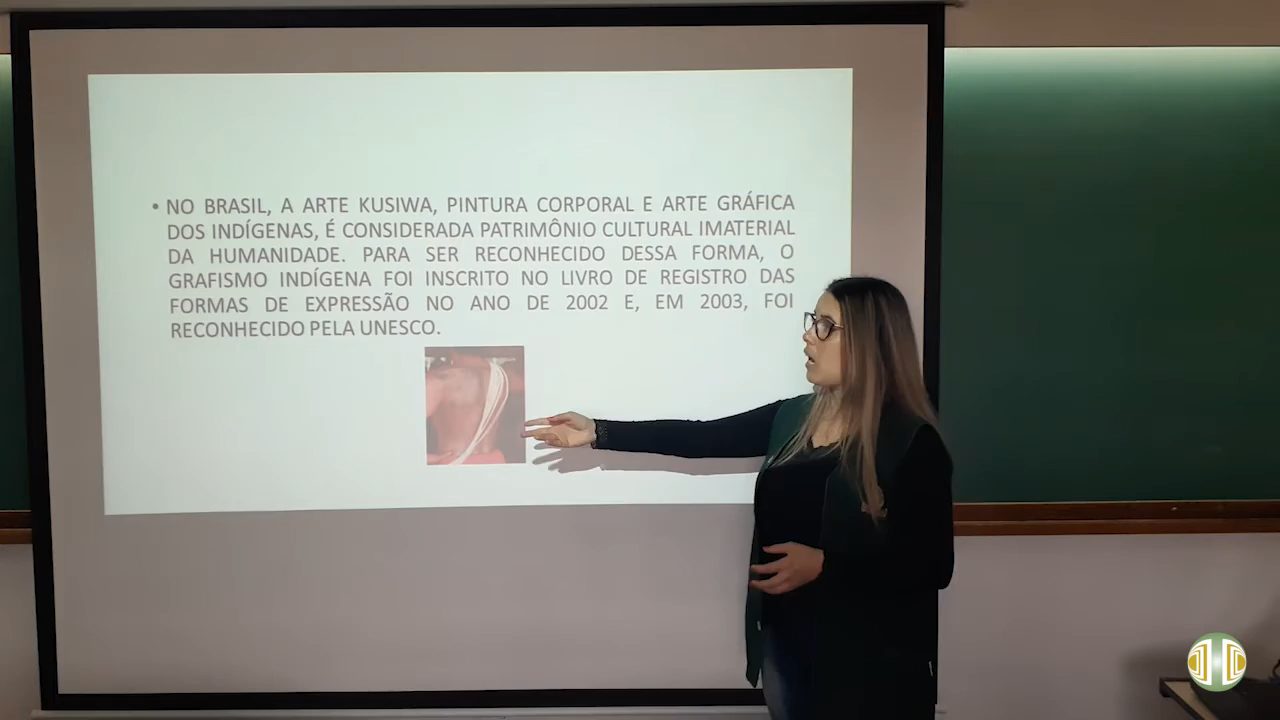 • NO BRASIL, A ARTE KUSIWA, PINTURA CORPORAL E ARTE GRÁFICA
DOS INDÍGENAS, É CONSIDERADA PATRIMÔNIO CULTURAL IMATERIAL
DA HUMANIDADE. PARA SER RECONHECIDO DESSA FORMA, O
GRAFISMO INDÍGENA FOI INSCRITO NO LIVRO DE REGISTRO DAS
FORMAS DE EXPRESSÃO NO ANO DE 2002 E, EM 2003, FOI
RECONHECIDO PELA UNESCO.